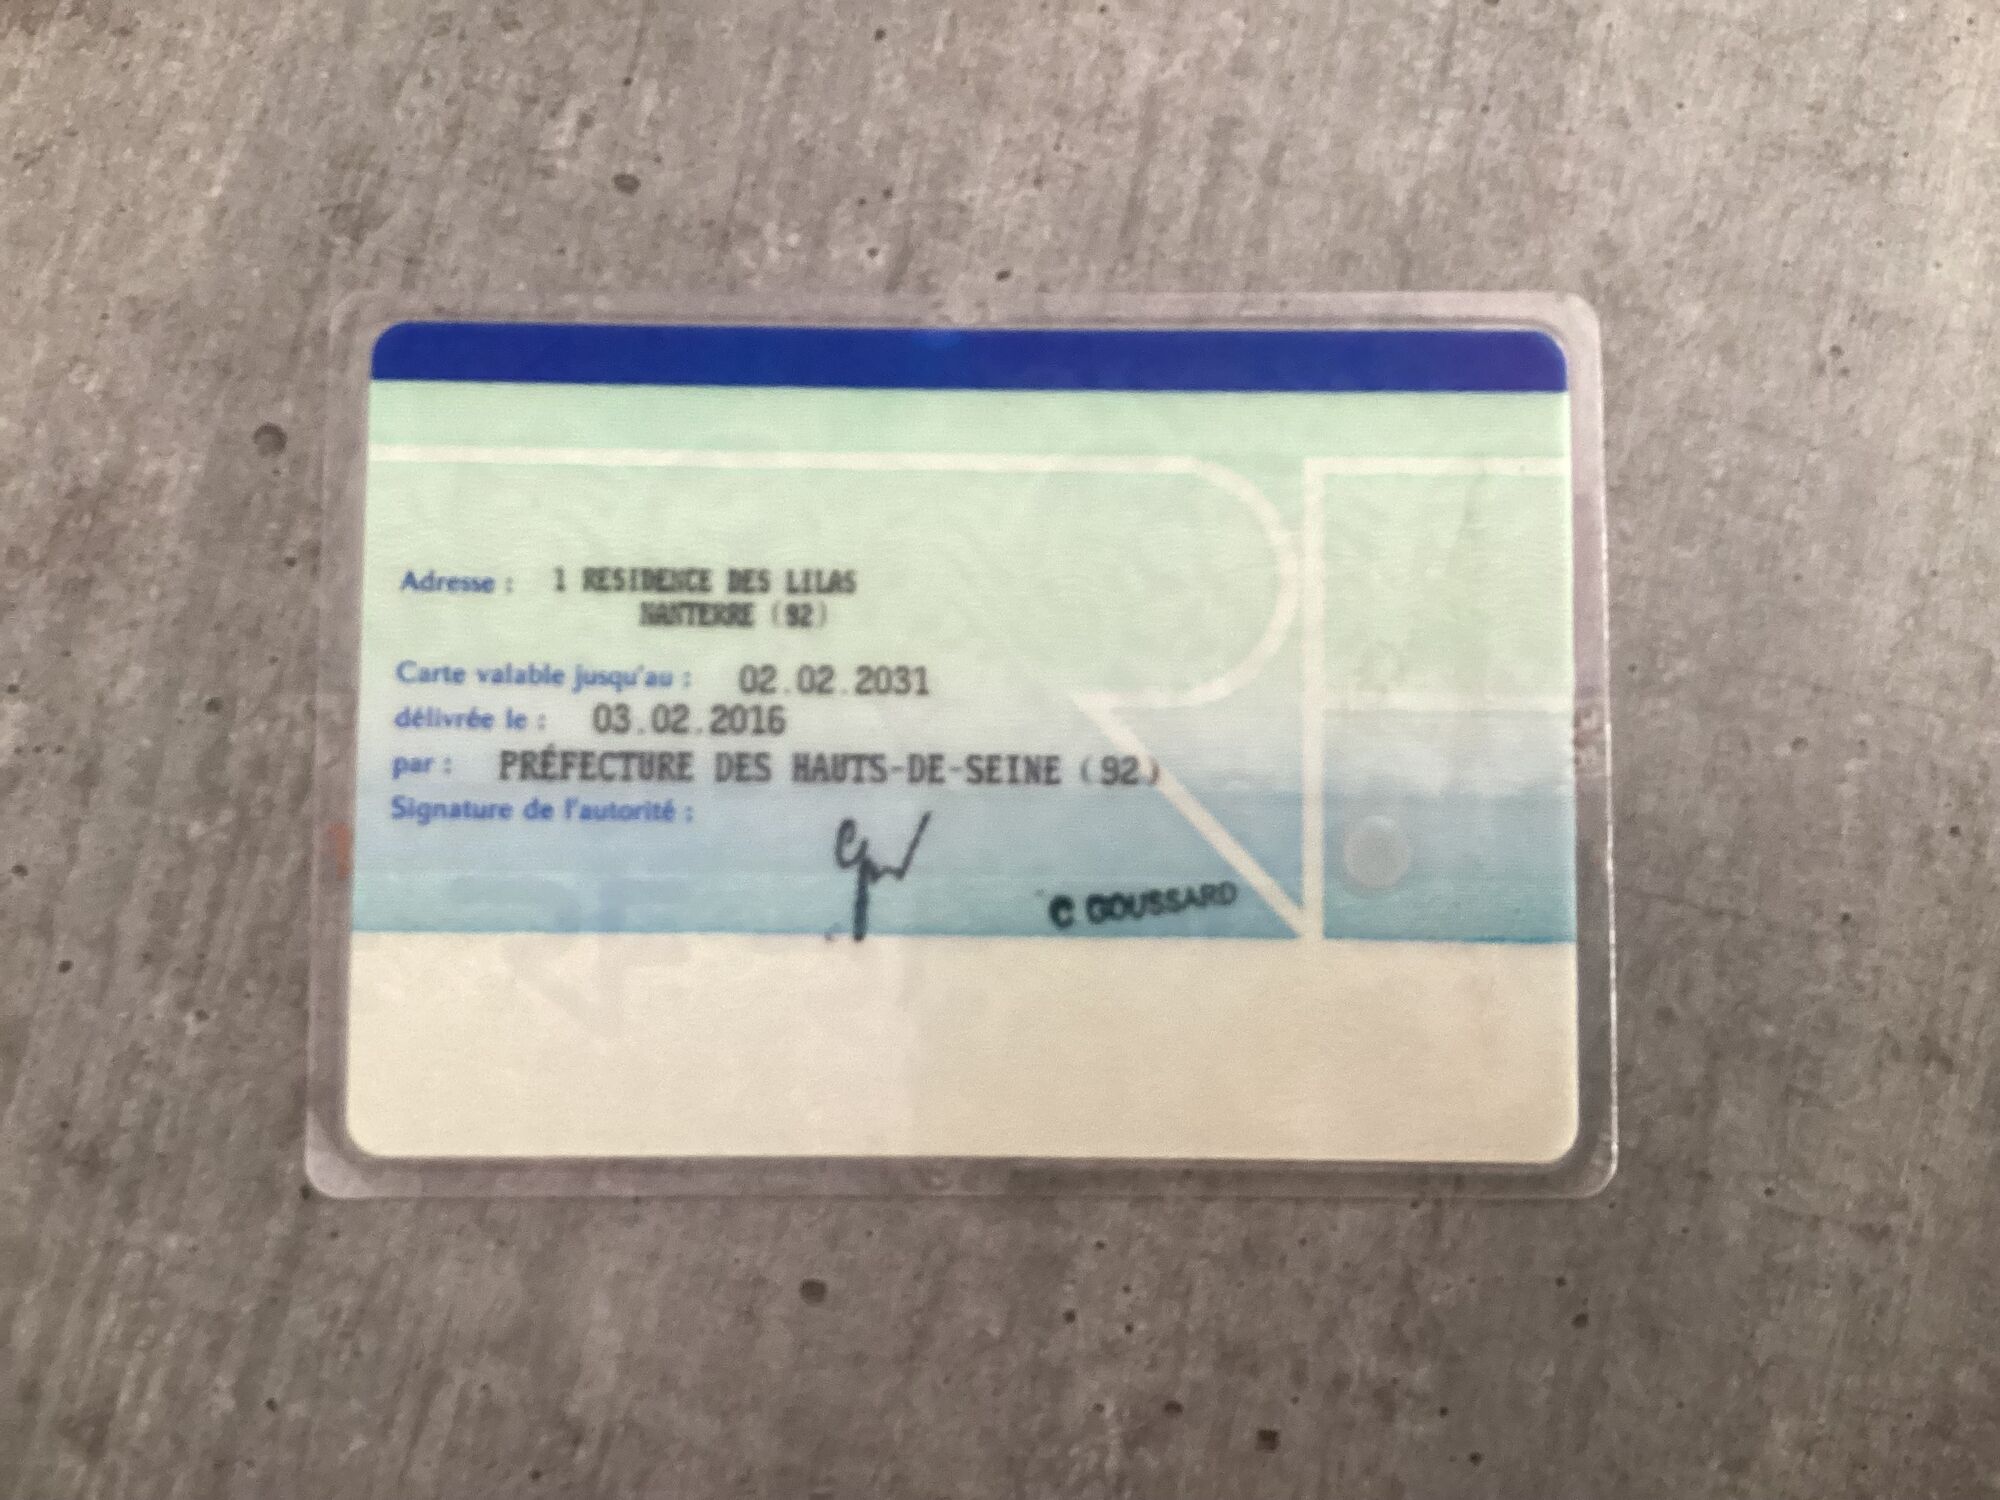 Adresse : 1 RESIDENCE DES LILAS
NANTERRE (92)
Carte valable jusqu'au : 02.02.2031
délivrée le : 03.02.2016
par : PRÉFECTURE DES HAUTS-DE-SEINE (92)
Signature de l'autorité :
C GOUSSARD